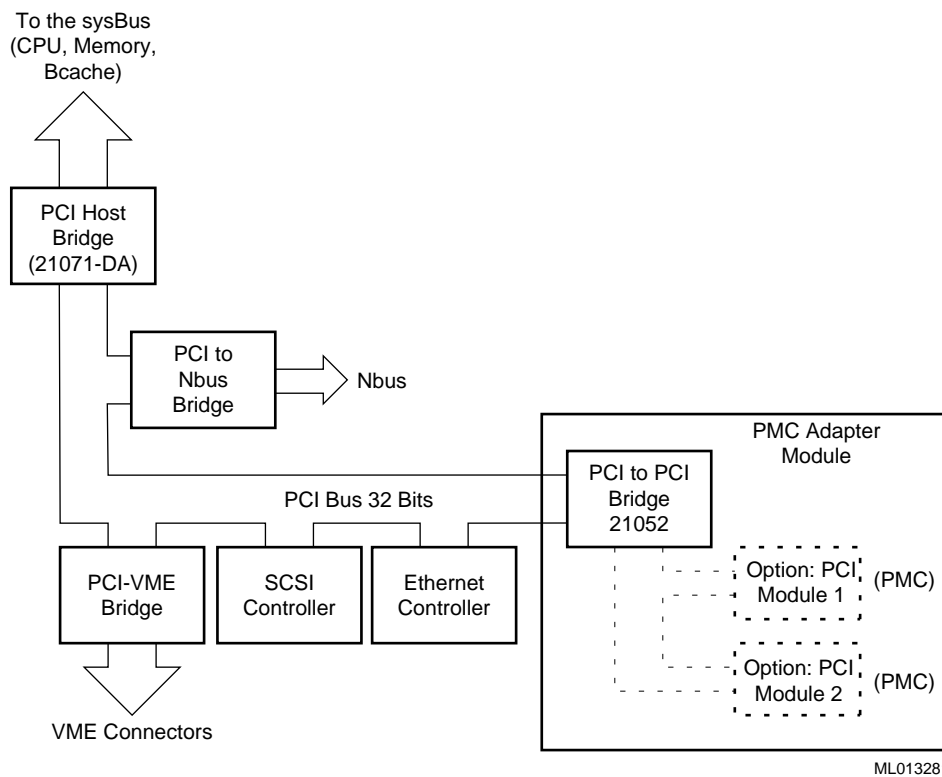 To the sysBus
(CPU, Memory,
Bcache)
PCI Host
Bridge
(21071-DA)
PCI to
Nbus
Bridge
Nbus
PMC Adapter
Module
PCI to PCI
Bridge
21052
PCI Bus 32 Bits
PCI-VME
Bridge
SCSI
Controller
Ethernet
Controller
Option: PCI
Module 1
(PMC)
Option: PCI
Module 2
(PMC)
VME Connectors
ML01328